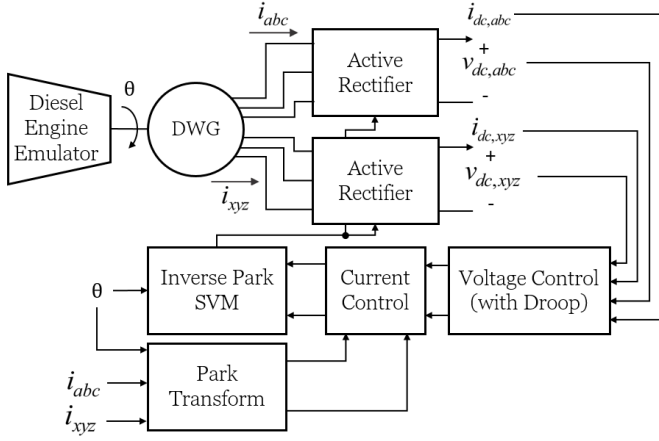 i_abc
i_dc,abc
Active
Rectifier
+
v_dc,abc
-
θ
Diesel
Engine
Emulator
DWG
i_dc,xyz
Active
Rectifier
+
v_dc,xyz
-
i_xyz
θ
Inverse Park
SVM
Current
Control
Voltage Control
(with Droop)
i_abc
i_xyz
Park
Transform